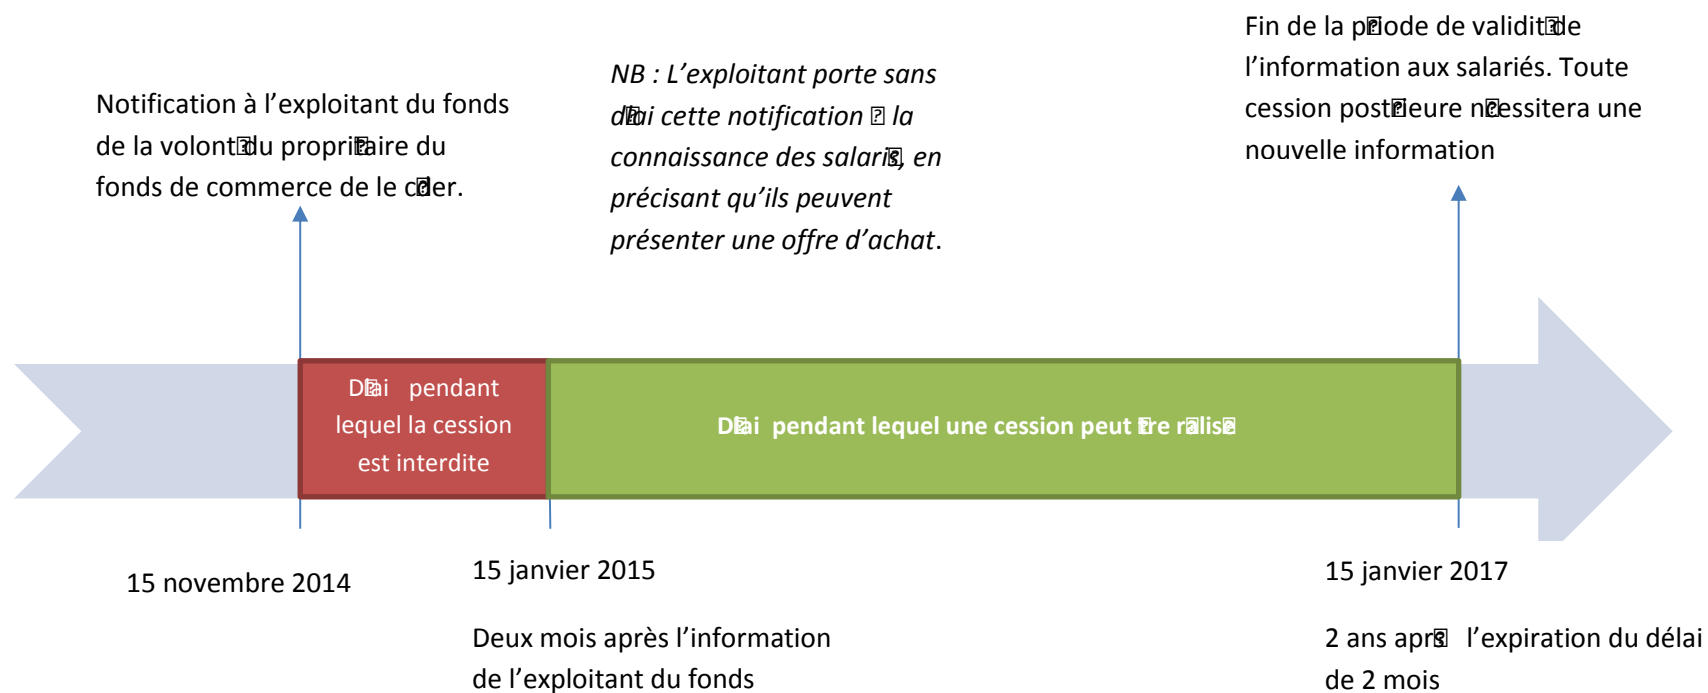 Notification à l’exploitant du fonds
de la du du
fonds de commerce de le
NB : L’exploitant porte sans
cette notification la
connaissance des en
précisant qu’ils peuvent
présenter une offre d’achat.
Fin de la de
l’information aux salariés. Toute
cession une
nouvelle information
pendant
lequel la cession
est interdite
pendant lequel une cession peut
15 novembre 2014
15 janvier 2015
Deux mois après l’information
de l’exploitant du fonds
15 janvier 2017
2 ans l’expiration du délai
de 2 mois